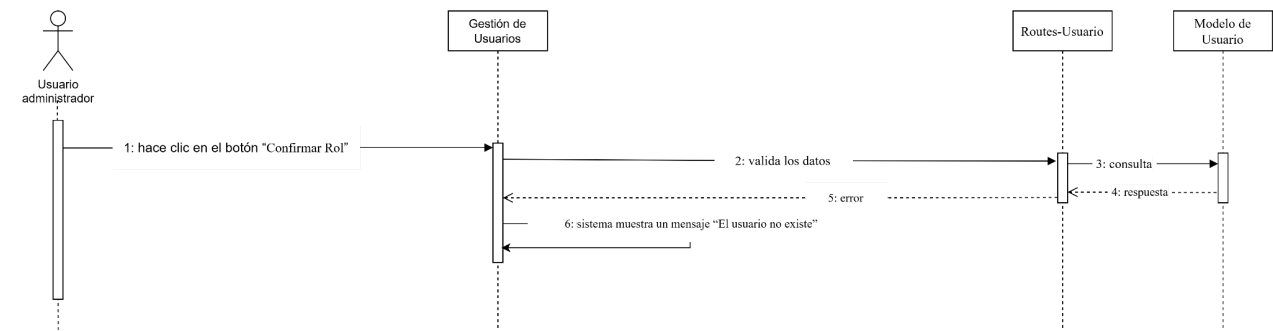 Gestión de
Usuarios
Routes-Usuario
Modelo de
Usuario
Usuario
administrador
1: hace clic en el botón "Confirmar Rol"
2: valida los datos
3: consulta
4: respuesta
5: error
6: sistema muestra un mensaje “El usuario no existe”